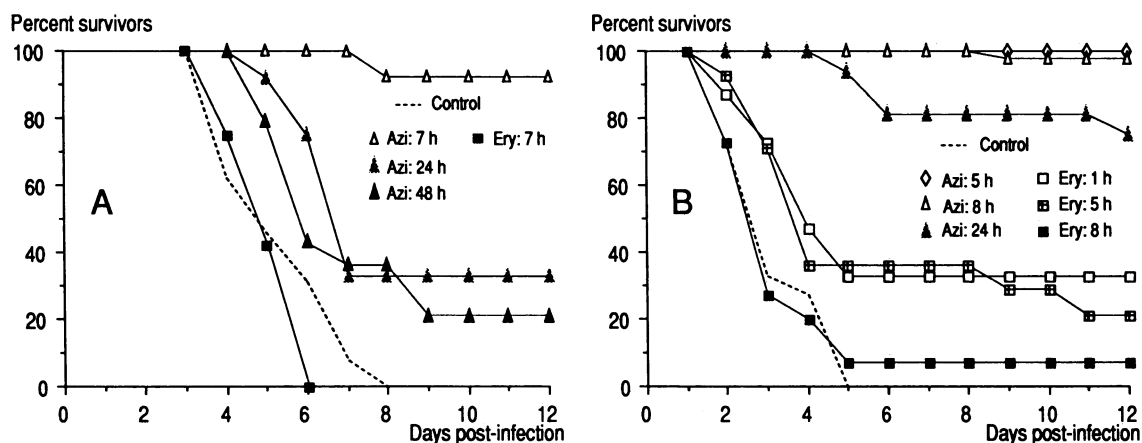 Percent survivors
100
80
60
40
20
0
A
Control
Azi: 7 h
Ery: 7 h
Azi: 24 h
Azi: 48 h
0 2 4 6 8 10 12
Days post-infection
Percent survivors
100
80
60
40
20
0
B
Control
Azi: 5 h
Ery: 1 h
Azi: 8 h
Ery: 5 h
Azi: 24 h
Ery: 8 h
0 2 4 6 8 10 12
Days post-infection